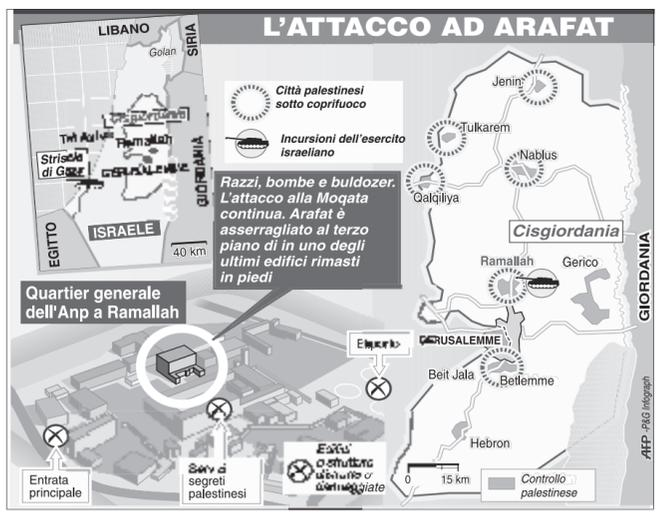 L'ATTACCO AD ARAFAT
LIBANO
SIRIA
Golan
Ramallah
Striscia
di Gaza
GIORDANIA
EGITTO
ISRAELE
40 km
Città palestinesi
sotto coprifuoco
Incursioni dell'esercito
israeliano
Razzi, bombe e buldozer.
L'attacco alla Moqata
continua. Arafat è
asserragliato al terzo
piano di in uno degli
ultimi edifici rimasti
in piedi
Quartier generale
dell'Anp a Ramallah
Entrata
principale
Servizi
segreti
palestinesi
Jenin
Tulkarem
Nablus
Qalqiliya
Cisgiordania
Ramallah
Gerico
GERUSALEMME
Beit Jala
Betlemme
Hebron
GIORDANIA
0 15 km
Controllo
palestinese
AFP -P&G Infograph